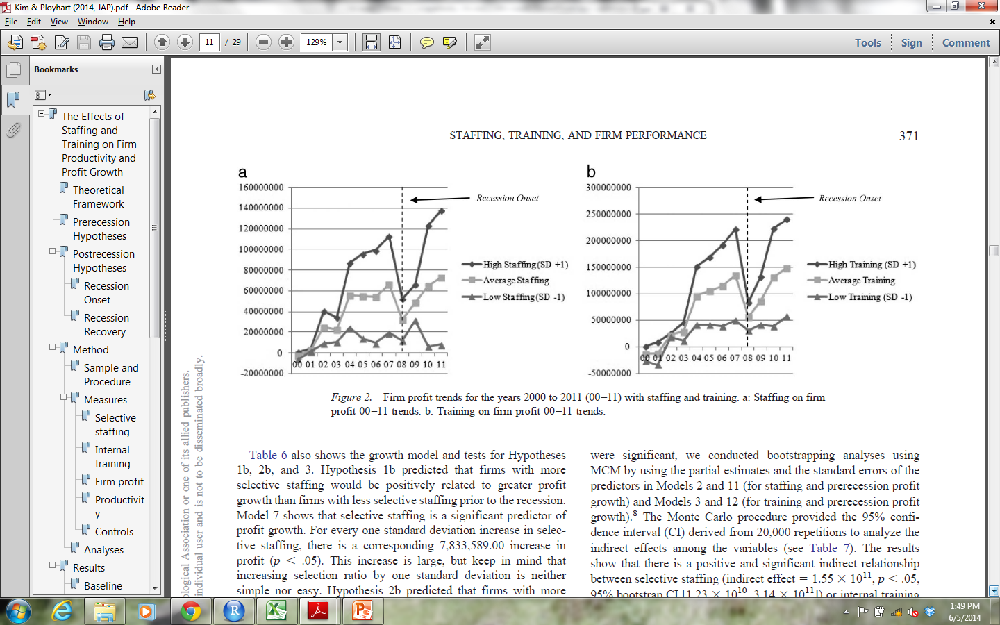 Kim & Ployhart (2014, JAP).pdf - Adobe Reader
File Edit View Window Help
11 / 29 129% Tools Sign Comment
Bookmarks
The Effects of
Staffing and
Training on Firm
Productivity and
Profit Growth
Theoretical
Framework
Prerecession
Hypotheses
Postrecession
Hypotheses
Recession
Onset
Recession
Recovery
Method
Sample and
Procedure
Measures
Selective
staffing
Internal
training
Firm profit
Productivit
y
Controls
Analyses
Results
Baseline
ological Association or one of its allied publishers.
individual user and is not to be disseminated broadly.
STAFFING, TRAINING, AND FIRM PERFORMANCE 371
a
160000000
140000000
120000000
100000000
80000000
60000000
40000000
20000000
0
-20000000
00 01 02 03 04 05 06 07 08 09 10 11
Recession Onset
High Staffing (SD +1)
Average Staffing
Low Staffing (SD -1)
b
300000000
250000000
200000000
150000000
100000000
50000000
0
-50000000
00 01 02 03 04 05 06 07 08 09 10 11
Recession Onset
High Training (SD +1)
Average Training
Low Training (SD -1)
Figure 2. Firm profit trends for the years 2000 to 2011 (00–11) with staffing and training. a: Staffing on firm
profit 00–11 trends. b: Training on firm profit 00–11 trends.
Table 6 also shows the growth model and tests for Hypotheses
1b, 2b, and 3. Hypothesis 1b predicted that firms with more
selective staffing would be positively related to greater profit
growth than firms with less selective staffing prior to the recession.
Model 7 shows that selective staffing is a significant predictor of
profit growth. For every one standard deviation increase in selec-
tive staffing, there is a corresponding 7,833,589.00 increase in
profit (p < .05). This increase is large, but keep in mind that
increasing selection ratio by one standard deviation is neither
simple nor easy. Hypothesis 2b predicted that firms with more
were significant, we conducted bootstrapping analyses using
MCM by using the partial estimates and the standard errors of the
predictors in Models 2 and 11 (for staffing and prerecession profit
growth) and Models 3 and 12 (for training and prerecession profit
growth).⁸ The Monte Carlo procedure provided the 95% confi-
dence interval (CI) derived from 20,000 repetitions to analyze the
indirect effects among the variables (see Table 7). The results
show that there is a positive and significant indirect relationship
between selective staffing (indirect effect = 1.55 × 10¹¹, p < .05,
95% bootstrap CI [1.23 × 10¹⁰, 3.14 × 10¹¹]) or internal training
1:49 PM
6/5/2014